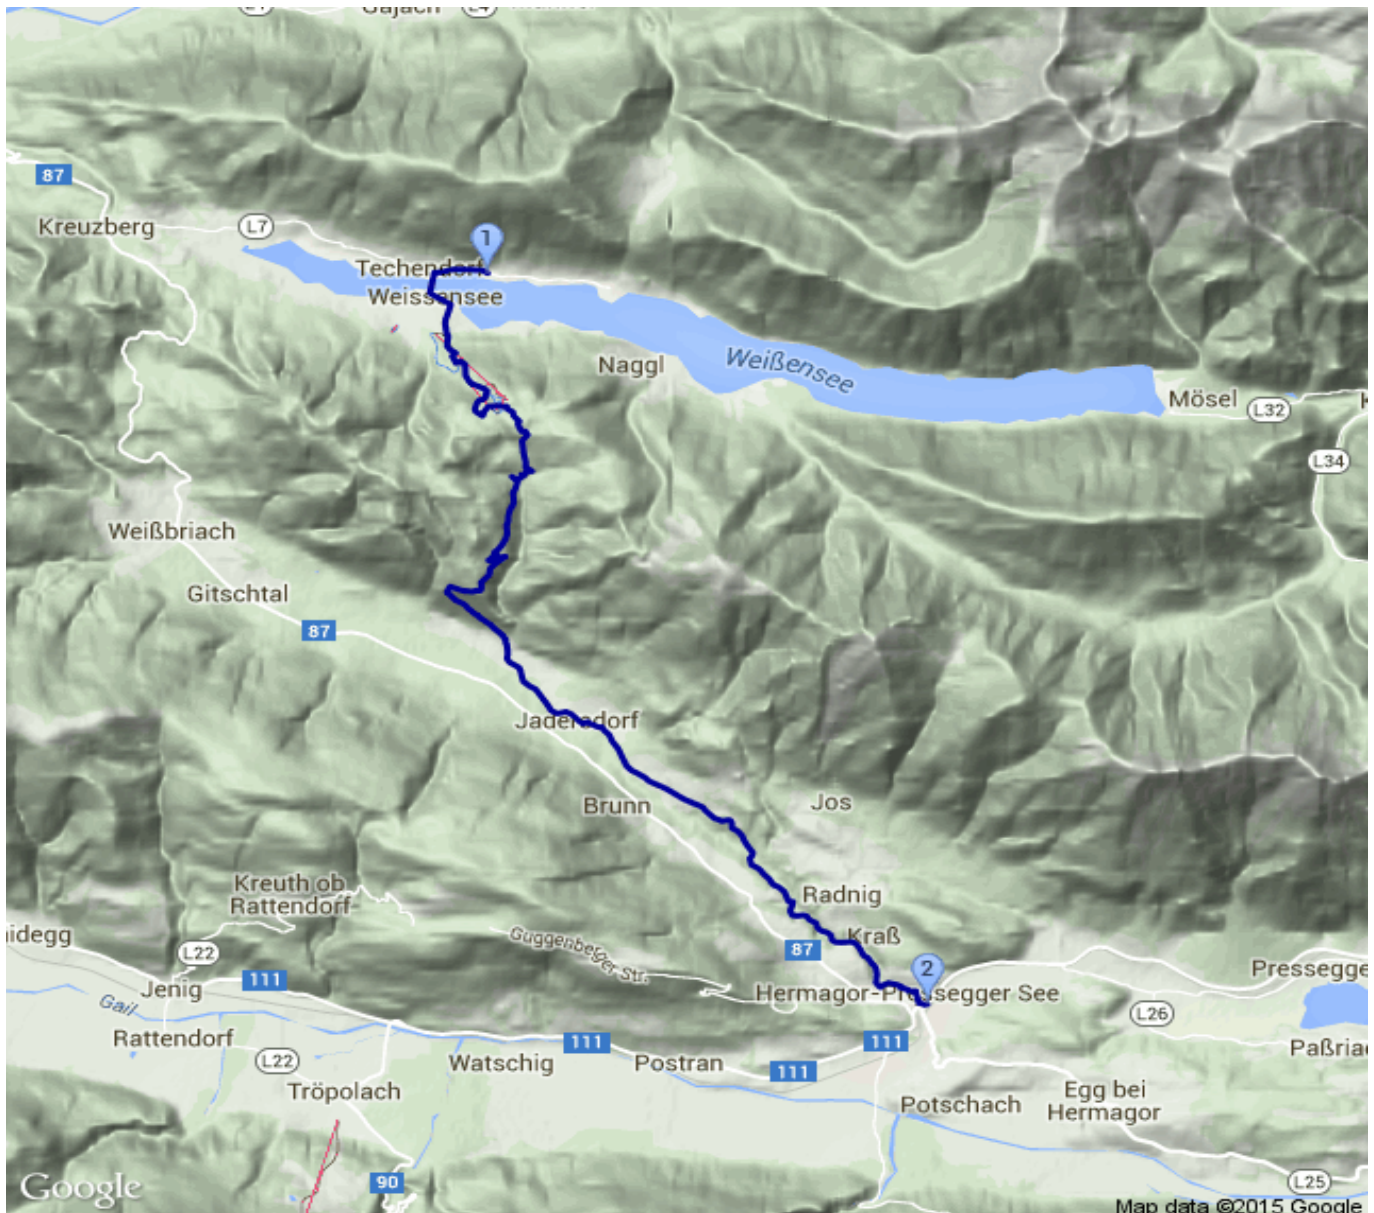 87
Kreuzberg
L7
1
Techendorf
Weissensee
Naggl
Weißensee
Mösel
L32
L34
Weißbriach
Gitschtal
87
Jadersdorf
Brunn
Jos
Kreuth ob
Rattendorf
Radnig
Kraß
L22
Guggenberger Str.
87
2
Pressegge
111
Jenig
Hermagor-Pressegger See
Gail
L26
Rattendorf
111
111
Paßria
L22
Watschig
Postran
111
Tröpolach
Egg bei
Hermagor
Potschach
90
L25
Google
Map data ©2015 Google